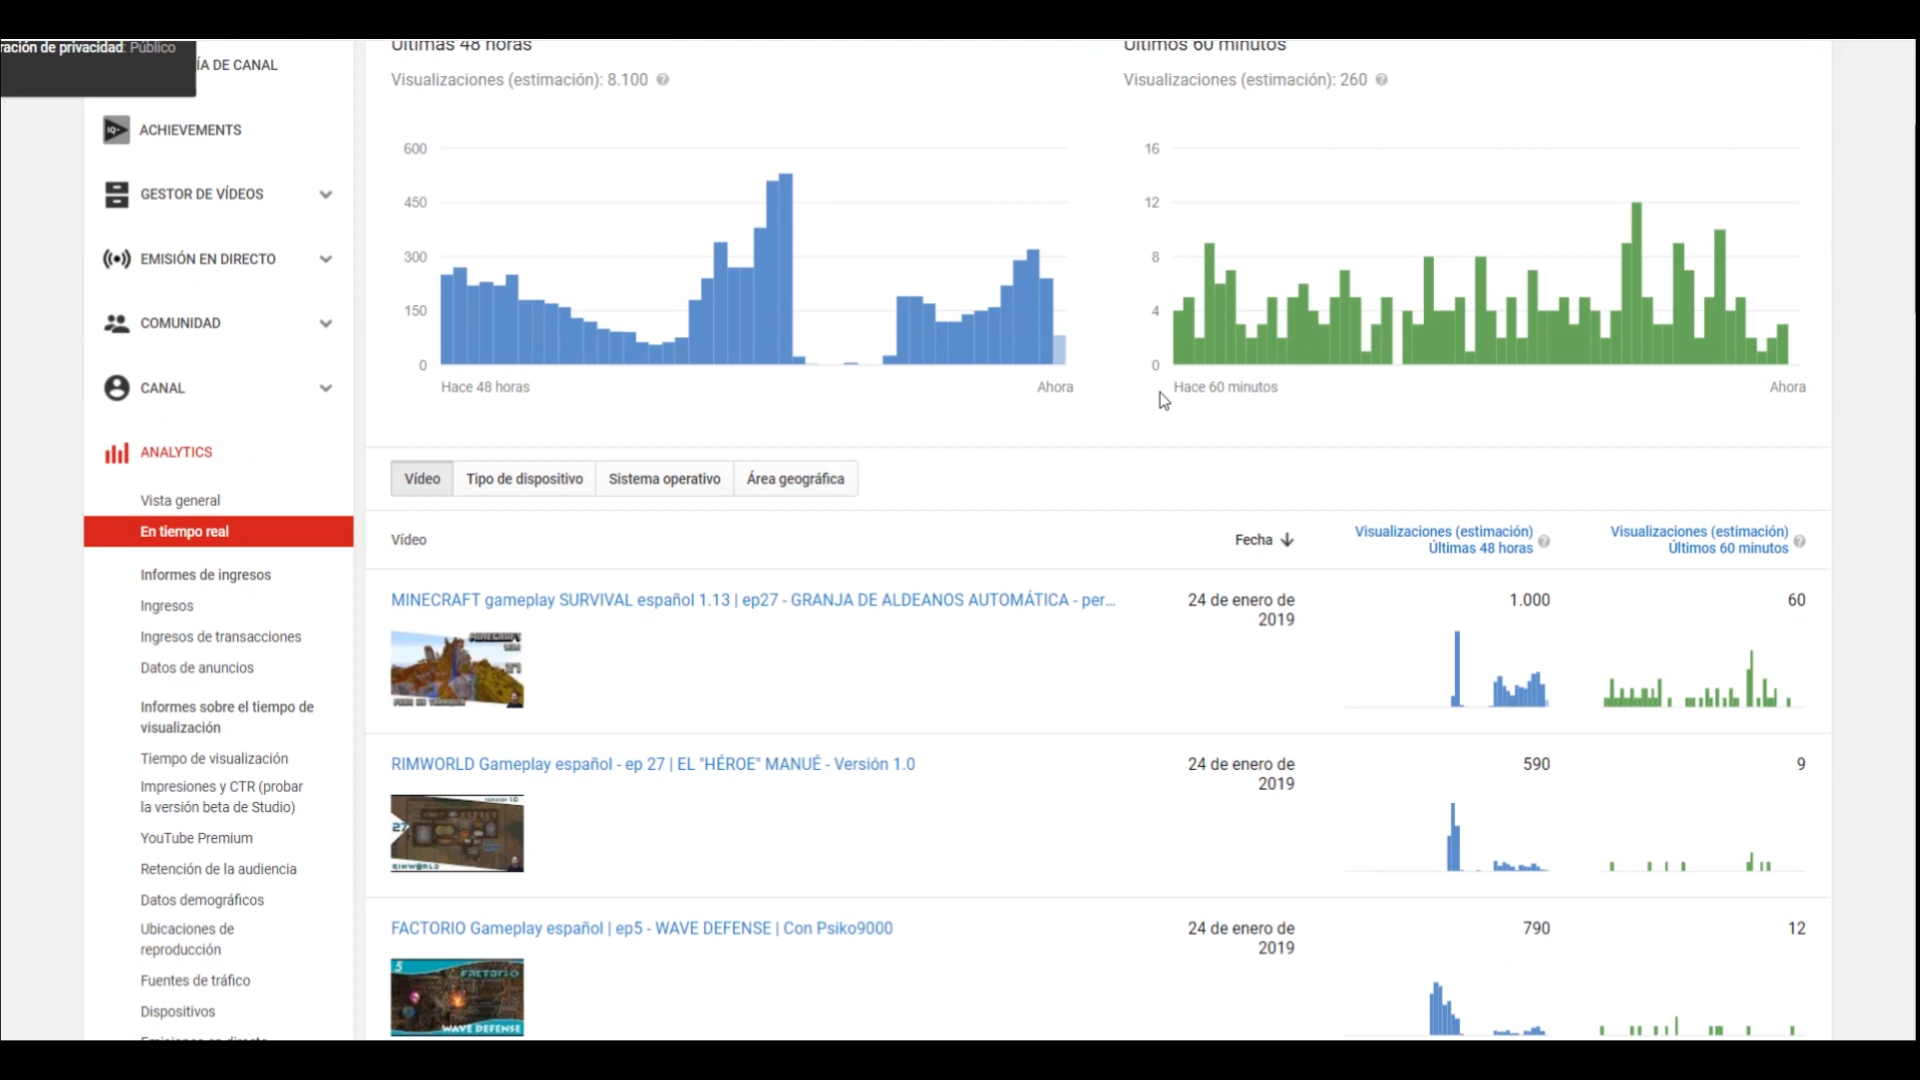 ración de privacidad: Público
ÍA DE CANAL
ACHIEVEMENTS
GESTOR DE VÍDEOS
EMISIÓN EN DIRECTO
COMUNIDAD
CANAL
ANALYTICS
Vista general
En tiempo real
Informes de ingresos
Ingresos
Ingresos de transacciones
Datos de anuncios
Informes sobre el tiempo de
visualización
Tiempo de visualización
Impresiones y CTR (probar
la versión beta de Studio)
YouTube Premium
Retención de la audiencia
Datos demográficos
Ubicaciones de
reproducción
Fuentes de tráfico
Dispositivos
Últimas 48 horas
Visualizaciones (estimación): 8.100
600
450
300
150
0
Hace 48 horas
Ahora
Últimos 60 minutos
Visualizaciones (estimación): 260
16
12
8
4
0
Hace 60 minutos
Ahora
Vídeo
Tipo de dispositivo
Sistema operativo
Área geográfica
Vídeo
Fecha
Visualizaciones (estimación)
Últimas 48 horas
Visualizaciones (estimación)
Últimos 60 minutos
MINECRAFT gameplay SURVIVAL español 1.13 | ep27 - GRANJA DE ALDEANOS AUTOMÁTICA - per...
24 de enero de
2019
1.000
60
MINECRAFT
RIMWORLD Gameplay español - ep 27 | EL "HÉROE" MANUÉ - Versión 1.0
24 de enero de
2019
590
9
27
RIMWORLD
FACTORIO Gameplay español | ep5 - WAVE DEFENSE | Con Psiko9000
24 de enero de
2019
790
12
5
FACTORIO
WAVE DEFENSE